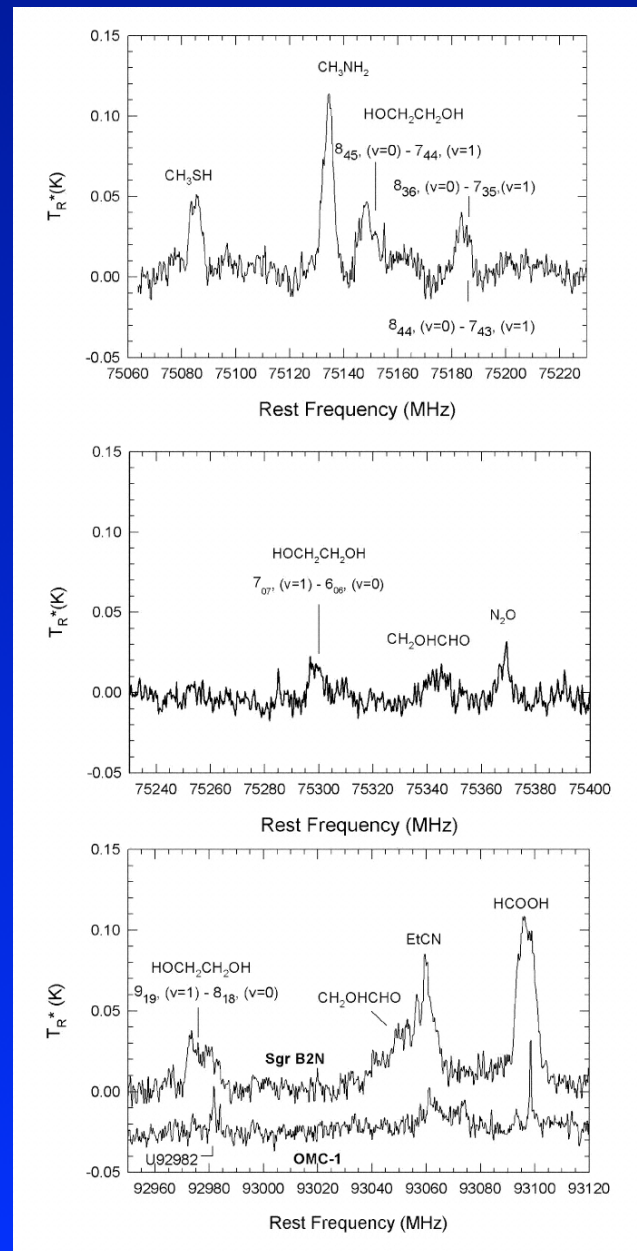 0.15
CH₃NH₂
0.10
HOCH₂CH₂OH
8₄₅, (v=0) - 7₄₄, (v=1)
CH₃SH
8₃₆, (v=0) - 7₃₅,(v=1)
0.05
T_R*(K)
0.00
8₄₄, (v=0) - 7₄₃, (v=1)
-0.05
75060 75080 75100 75120 75140 75160 75180 75200 75220
Rest Frequency (MHz)
0.15
0.10
HOCH₂CH₂OH
7₀₇, (v=1) - 6₀₆, (v=0)
T_R*(K)
0.05
CH₂OHCHO
N₂O
0.00
-0.05
75240 75260 75280 75300 75320 75340 75360 75380 75400
Rest Frequency (MHz)
0.15
HCOOH
0.10
EtCN
HOCH₂CH₂OH
9₁₉, (v=1) - 8₁₈, (v=0)
CH₂OHCHO
T_R* (K)
0.05
Sgr B2N
0.00
U92982
OMC-1
-0.05
92960 92980 93000 93020 93040 93060 93080 93100 93120
Rest Frequency (MHz)